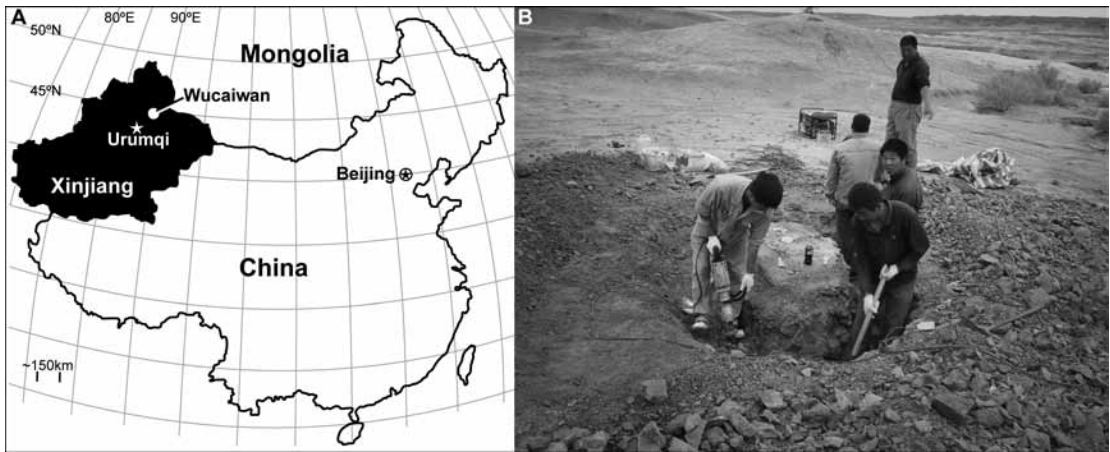 A
80ºE
90ºE
50ºN
45ºN
Mongolia
Wucaiwan
Urumqi
Xinjiang
Beijing
China
~150km
B